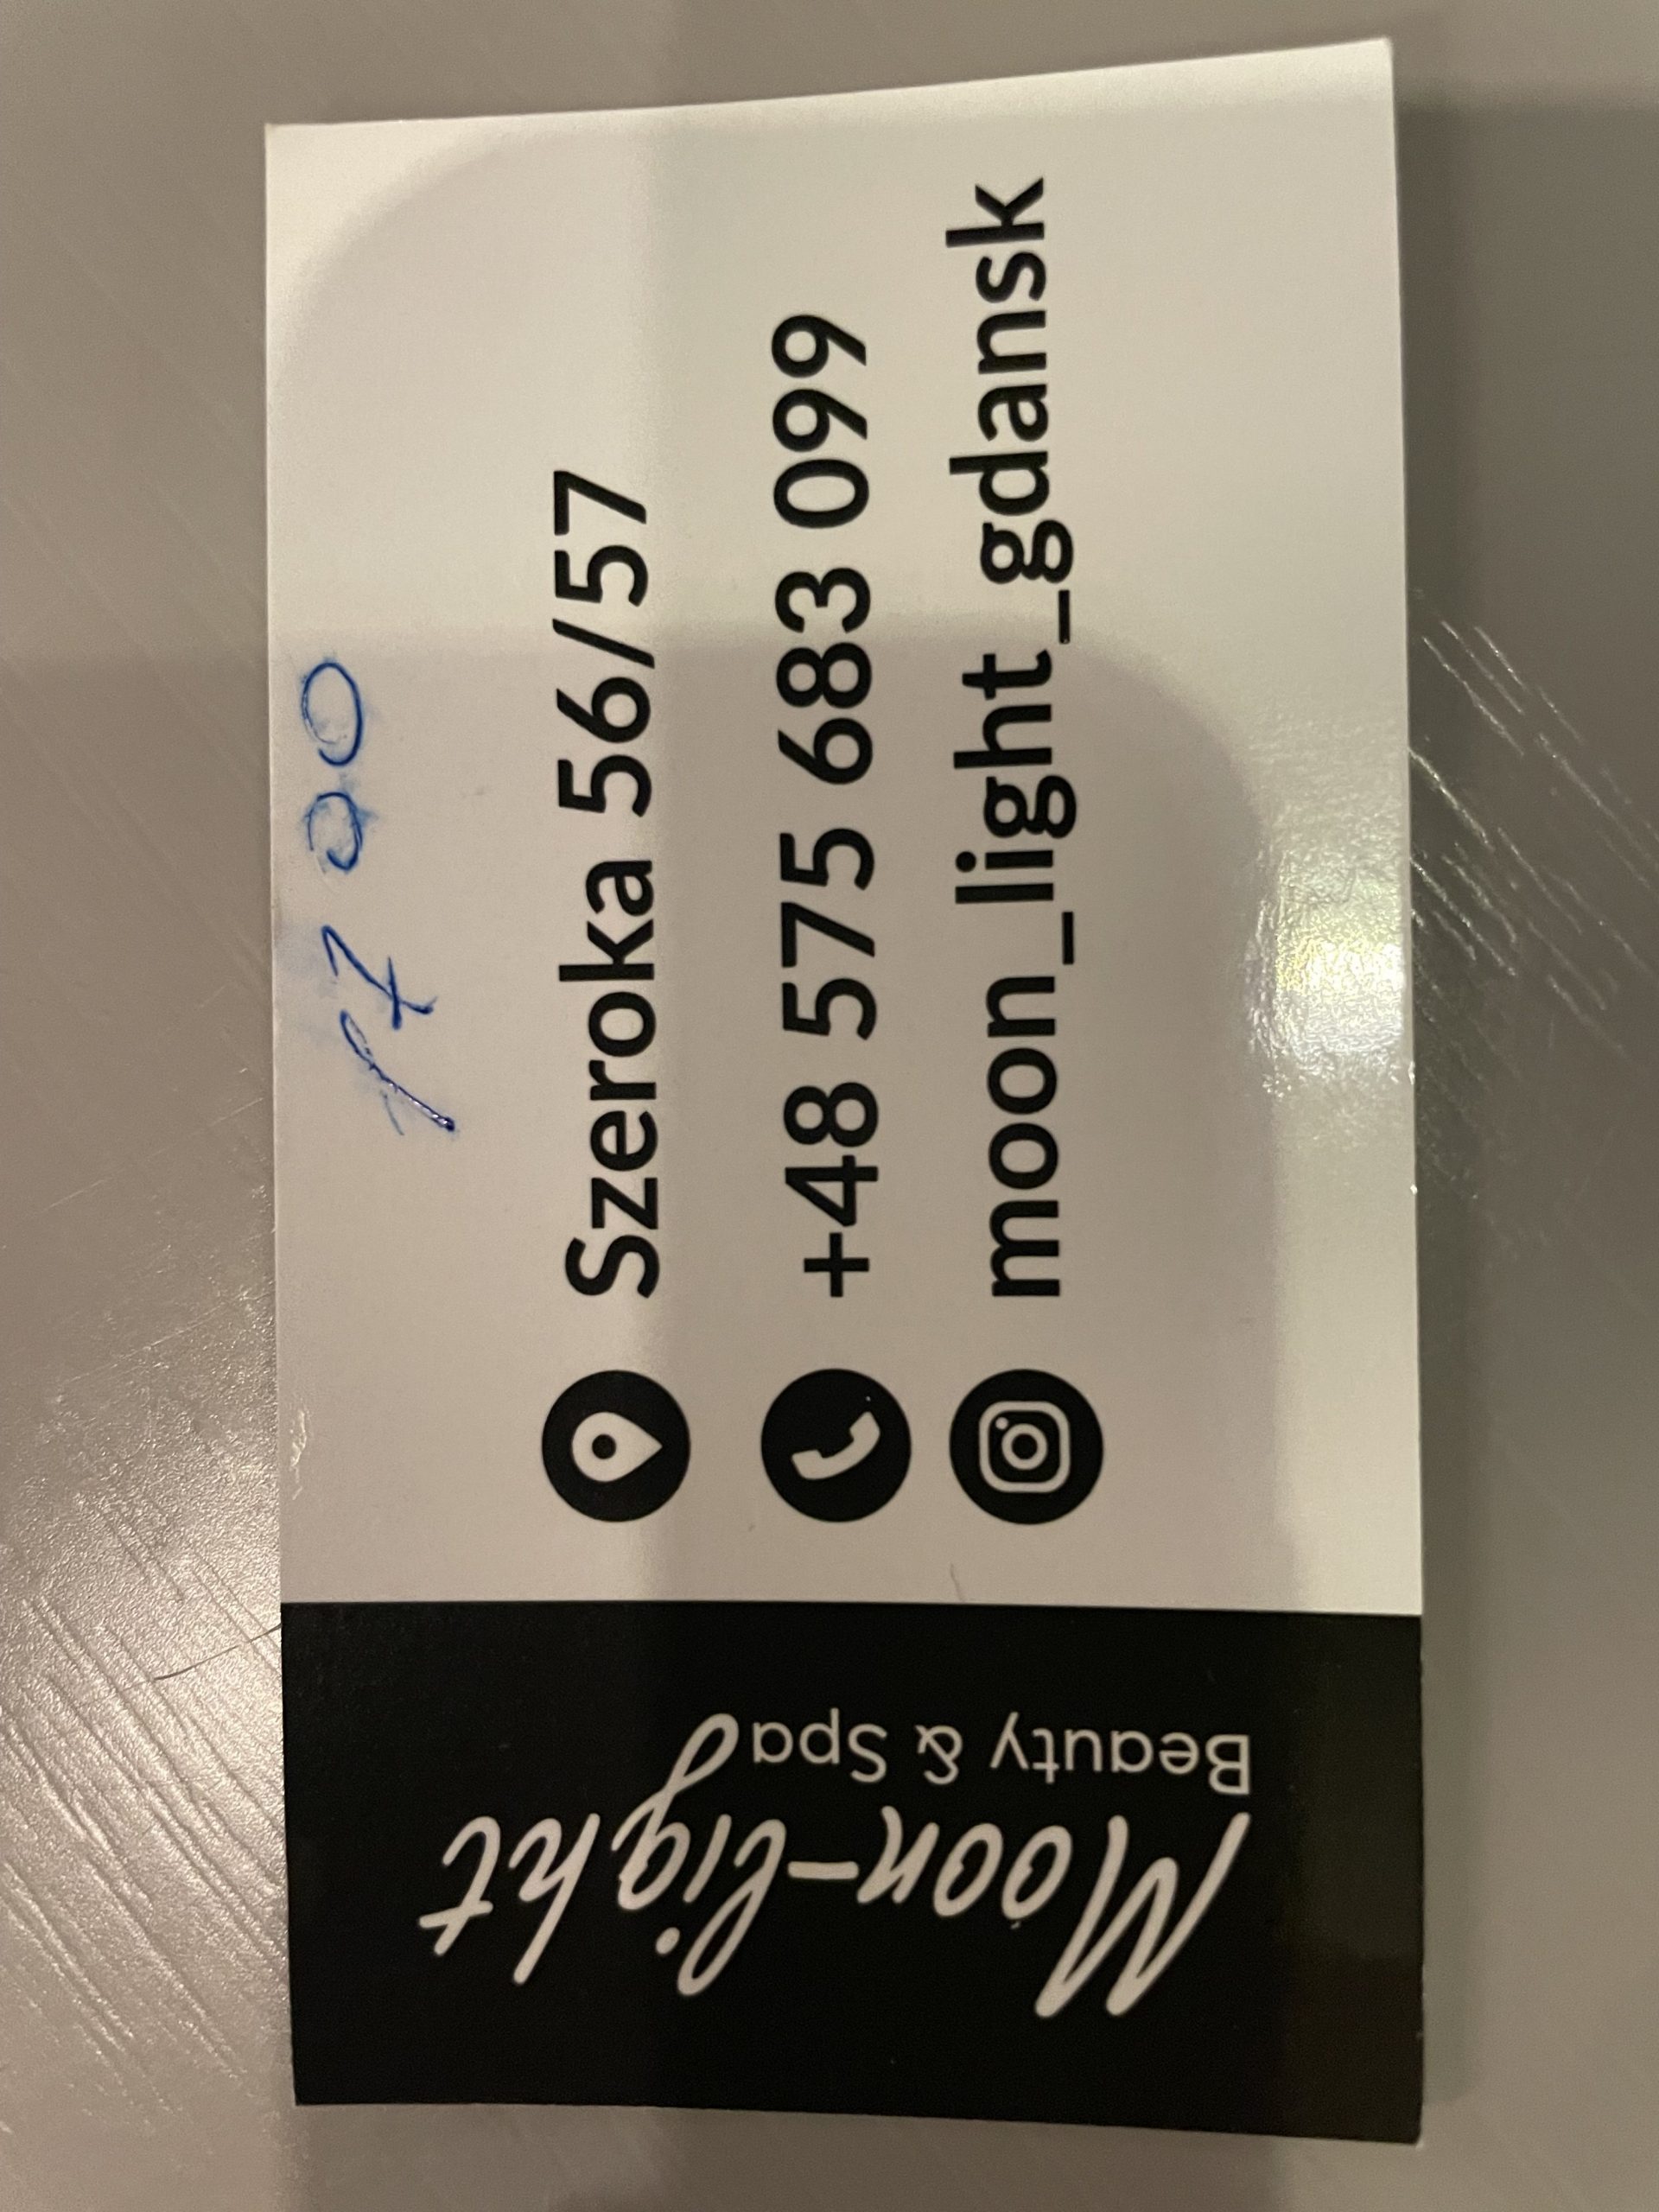 17 00
Szeroka 56/57
+48 575 683 099
moon_light_gdansk
Moon-light
Beauty & Spa